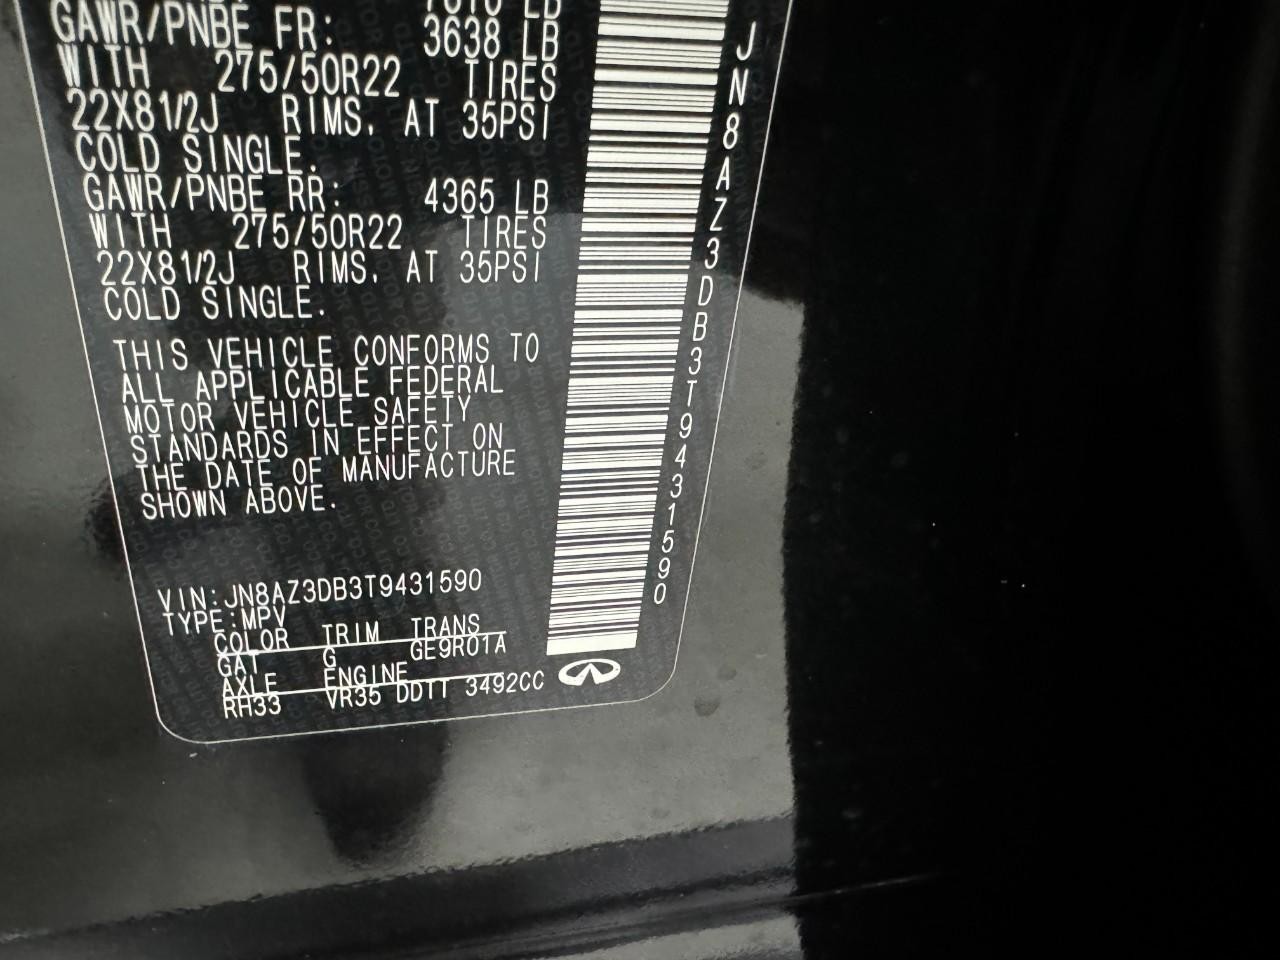 GAWR/PNBE FR: 3638 LB
WITH 275/50R22 TIRES
22X81/2J RIMS. AT 35PSI
COLD SINGLE.
GAWR/PNBE RR: 4365 LB
WITH 275/50R22 TIRES
22X81/2J RIMS. AT 35PSI
COLD SINGLE.
THIS VEHICLE CONFORMS TO
ALL APPLICABLE FEDERAL
MOTOR VEHICLE SAFETY
STANDARDS IN EFFECT ON
THE DATE OF MANUFACTURE
SHOWN ABOVE.
VIN:JN8AZ3DB3T9431590
TYPE:MPV
COLOR TRIM TRANS
GAT G GE9R01A
AXLE ENGINE
RH33 VR35 DDTT 3492CC
JN8AZ3DB3T9431590